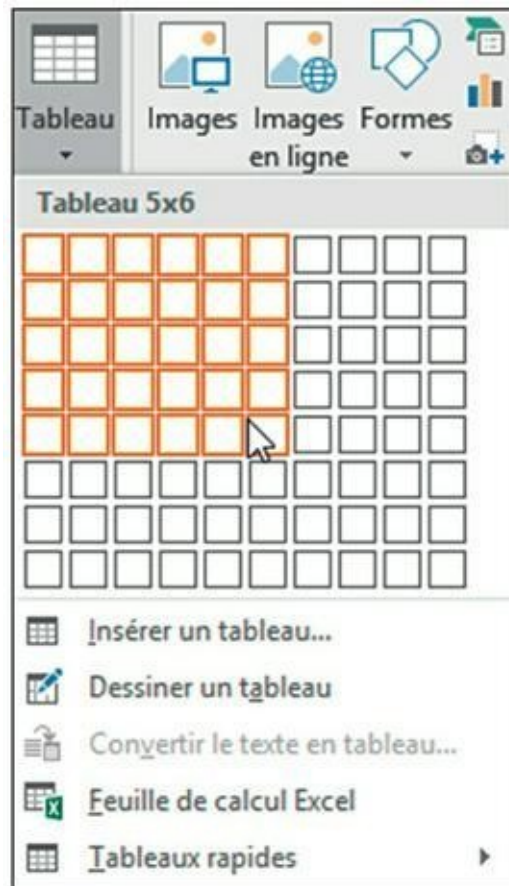 Tableau Images Images Formes
en ligne
Tableau 5x6
Insérer un tableau...
Dessiner un tableau
Convertir le texte en tableau...
Feuille de calcul Excel
Tableaux rapides